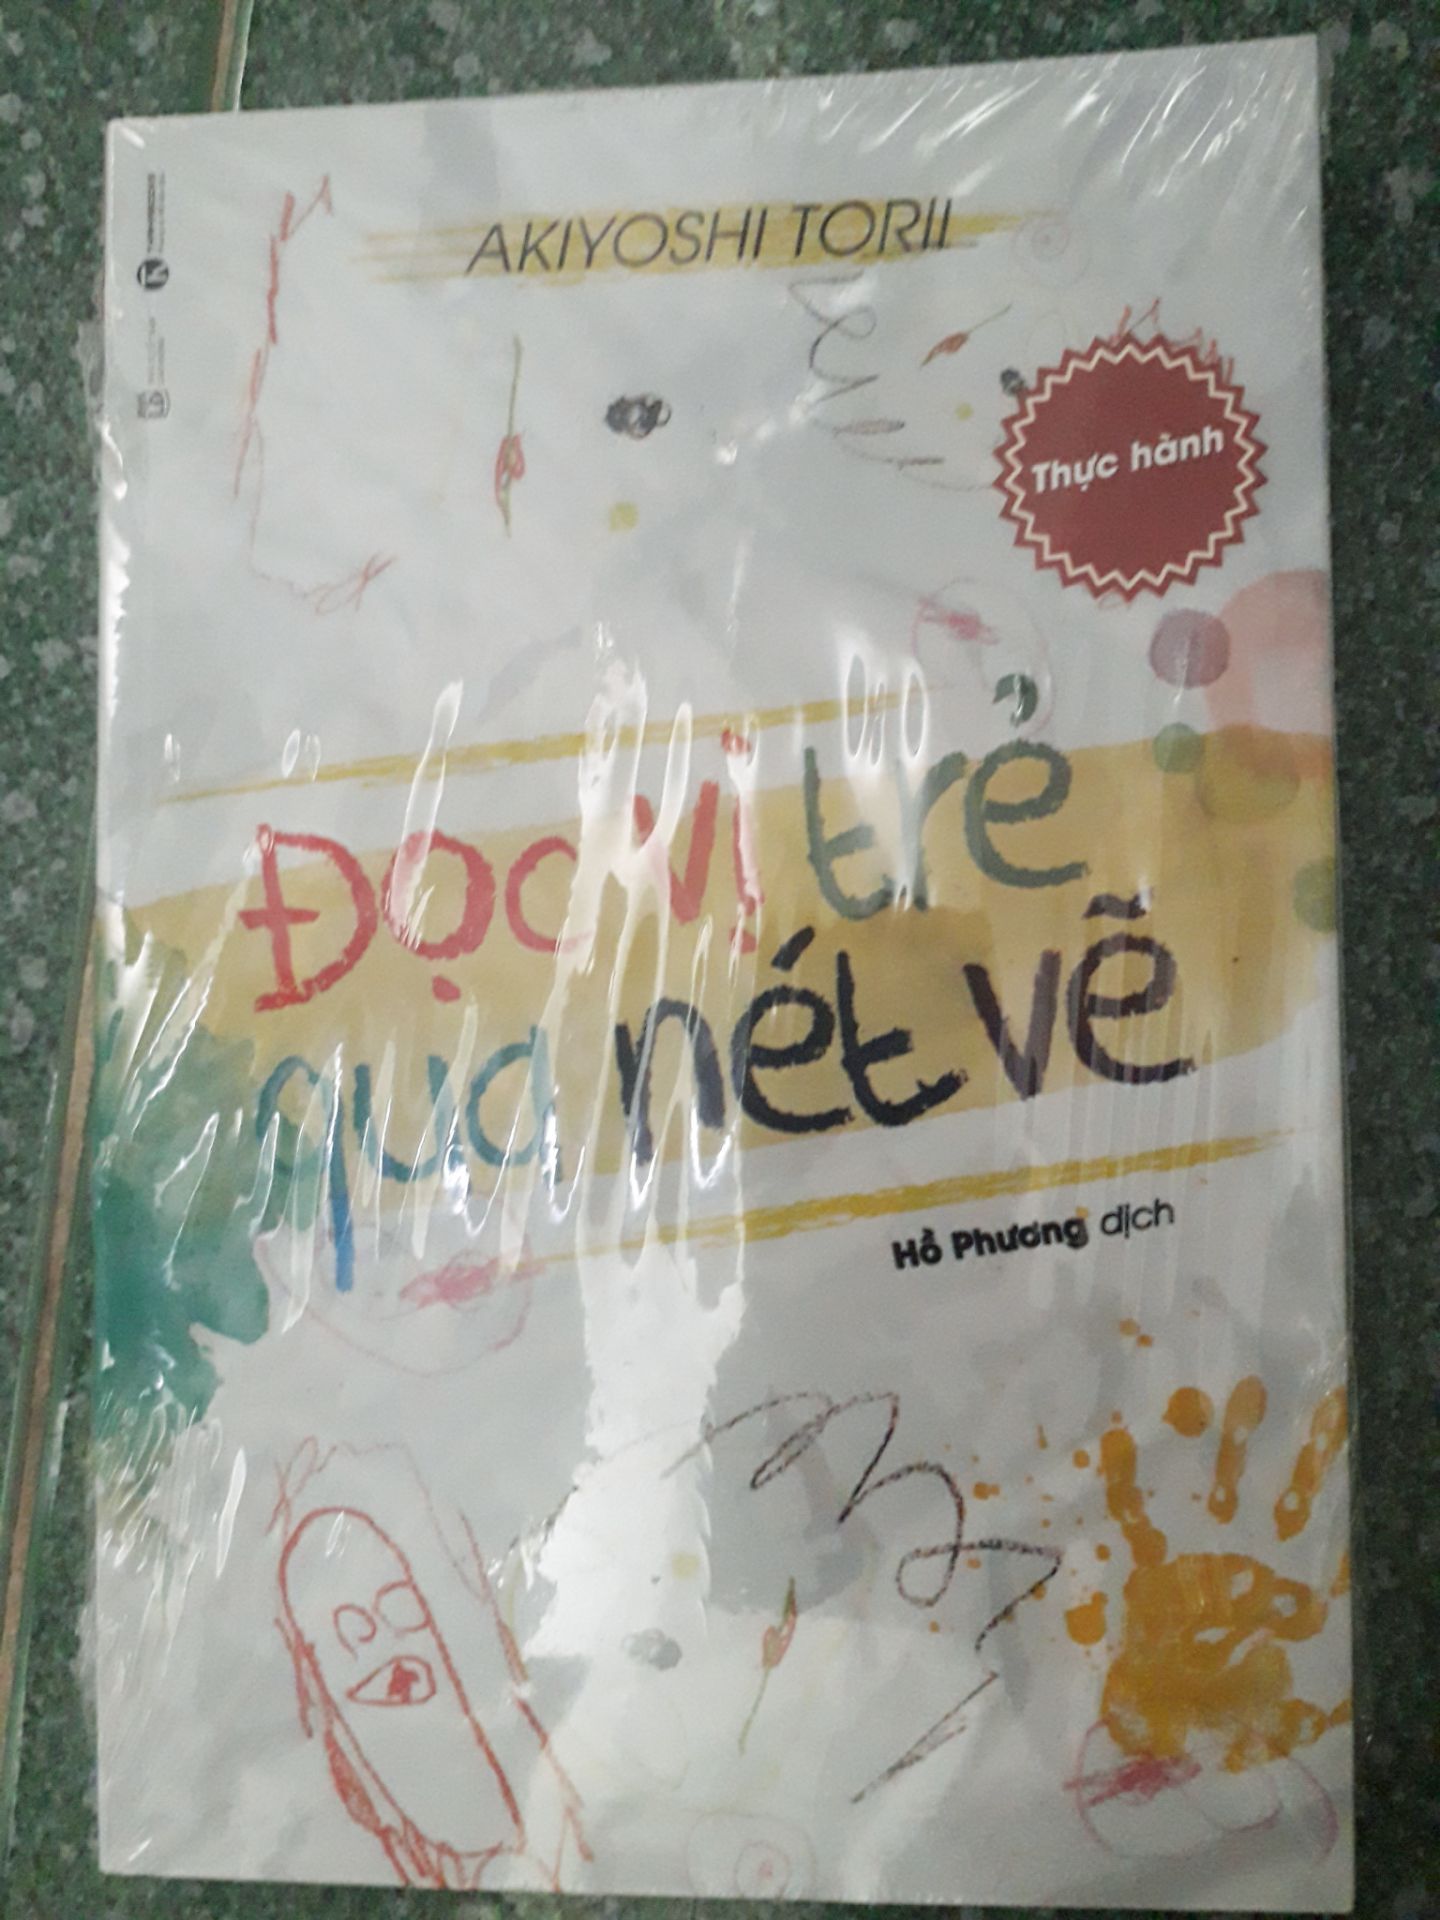 AKIYOSHI TORII
Thực hành
Đọc vị trẻ
qua nét vẽ
Hồ Phương dịch